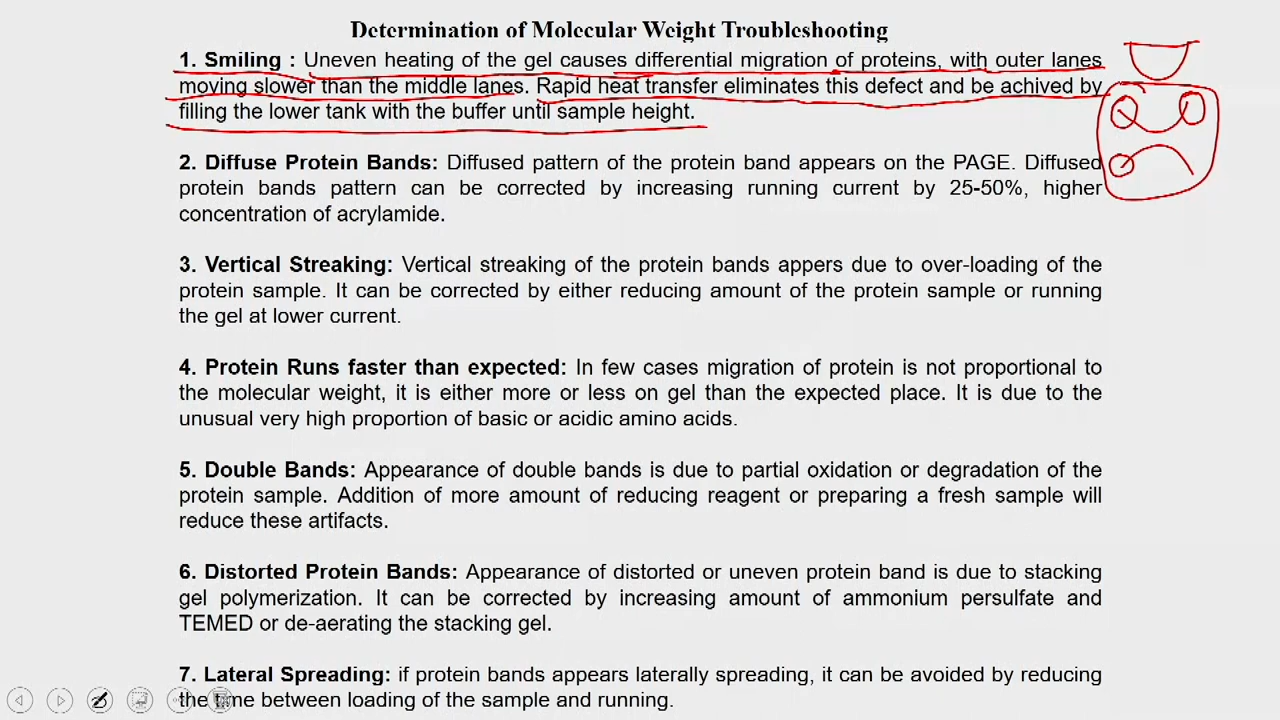 Determination of Molecular Weight Troubleshooting
1. Smiling : Uneven heating of the gel causes differential migration of proteins, with outer lanes
moving slower than the middle lanes. Rapid heat transfer eliminates this defect and be achived by
filling the lower tank with the buffer until sample height.
2. Diffuse Protein Bands: Diffused pattern of the protein band appears on the PAGE. Diffused
protein bands pattern can be corrected by increasing running current by 25-50%, higher
concentration of acrylamide.
3. Vertical Streaking: Vertical streaking of the protein bands appers due to over-loading of the
protein sample. It can be corrected by either reducing amount of the protein sample or running
the gel at lower current.
4. Protein Runs faster than expected: In few cases migration of protein is not proportional to
the molecular weight, it is either more or less on gel than the expected place. It is due to the
unusual very high proportion of basic or acidic amino acids.
5. Double Bands: Appearance of double bands is due to partial oxidation or degradation of the
protein sample. Addition of more amount of reducing reagent or preparing a fresh sample will
reduce these artifacts.
6. Distorted Protein Bands: Appearance of distorted or uneven protein band is due to stacking
gel polymerization. It can be corrected by increasing amount of ammonium persulfate and
TEMED or de-aerating the stacking gel.
7. Lateral Spreading: if protein bands appears laterally spreading, it can be avoided by reducing
the time between loading of the sample and running.